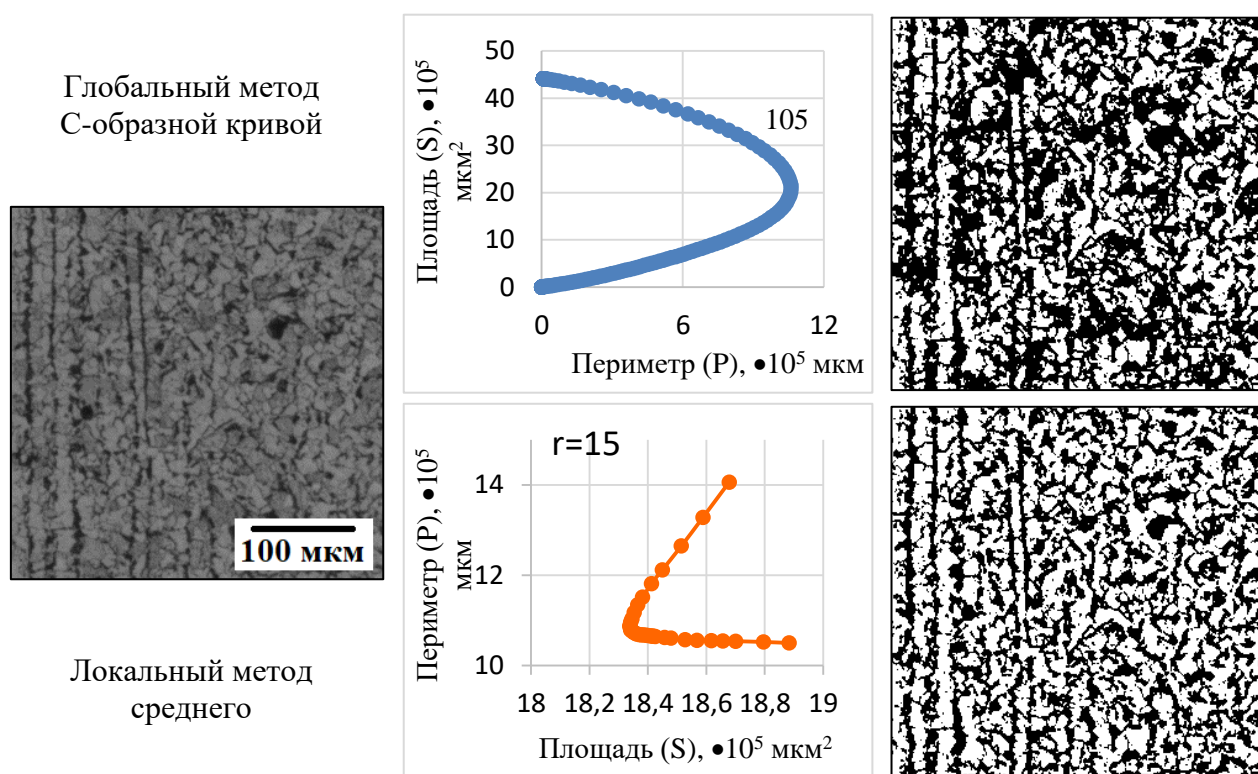 Глобальный метод
С-образной кривой
100 мкм
Локальный метод
среднего
Площадь (S), •10⁵
мкм²
50
40
30
20
10
0
105
0 6 12
Периметр (P), •10⁵ мкм
Периметр (P), •10⁵
мкм
r=15
14
12
10
18 18,2 18,4 18,6 18,8 19
Площадь (S), •10⁵ мкм²